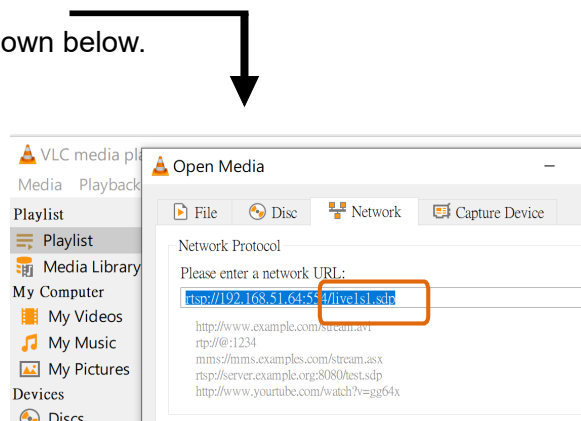 own below.
VLC media pla
Open Media
Media Playback
File Disc Network Capture Device
Playlist
Network Protocol
Playlist
Please enter a network URL:
Media Library
rtsp://192.168.51.64:554/live1s1.sdp
My Computer
My Videos
http://www.example.com/stream.avi
rtp://@:1234
My Music
mms://mms.examples.com/stream.asx
My Pictures
rtsp://server.example.org:8080/test.sdp
Devices
http://www.yourtube.com/watch?v=gg64x
Discs